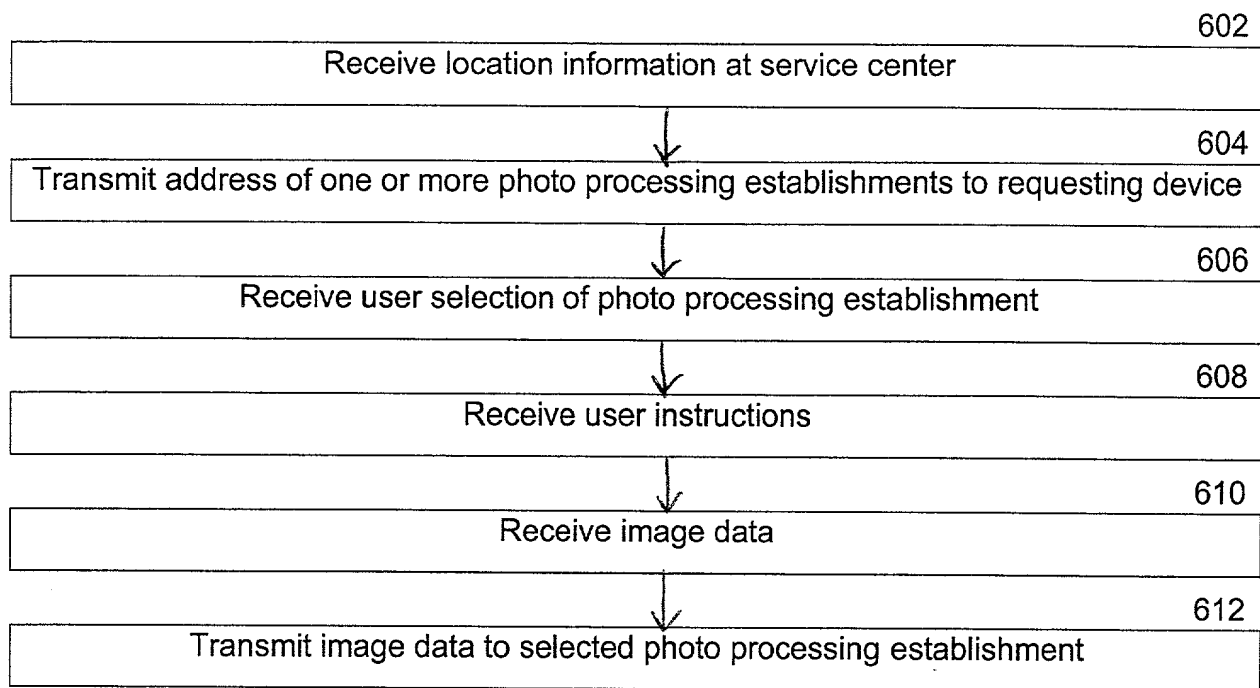 602
Receive location information at service center
604
Transmit address of one or more photo processing establishments to requesting device
606
Receive user selection of photo processing establishment
608
Receive user instructions
610
Receive image data
612
Transmit image data to selected photo processing establishment